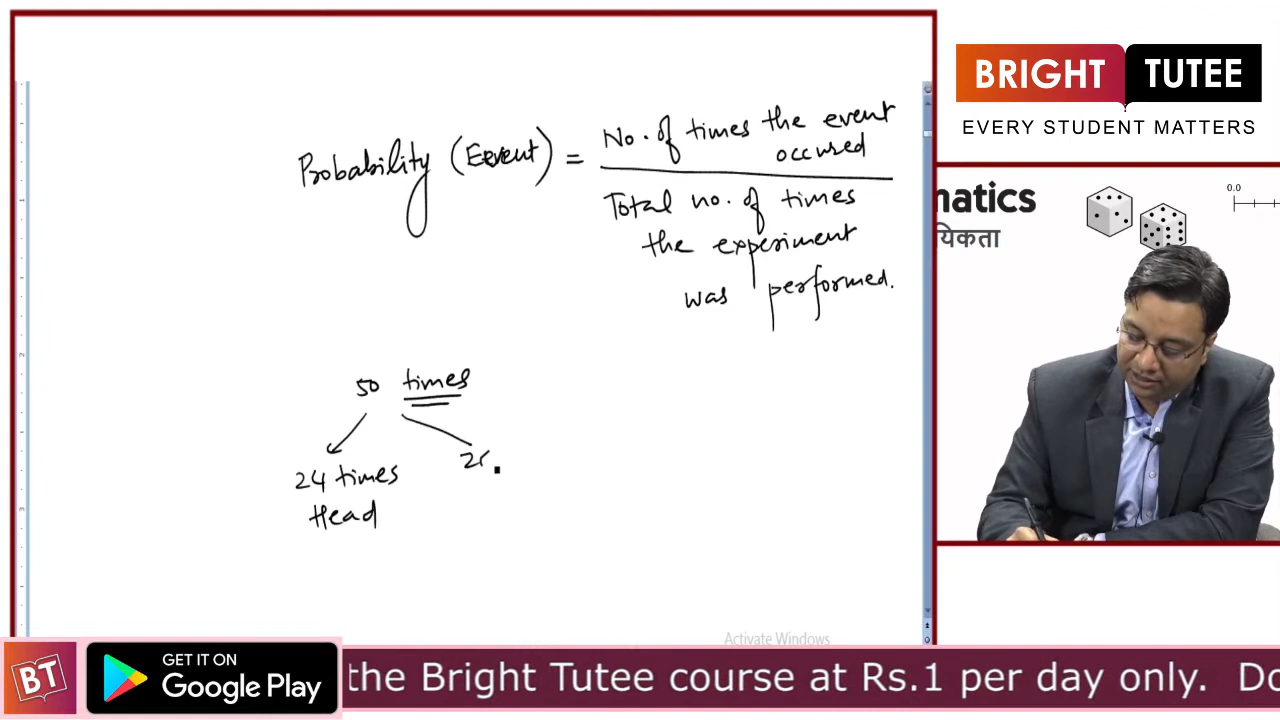 BRIGHT TUTEE
EVERY STUDENT MATTERS
Probability (Event) = No. of times the event
occured
Total no. of times
the experiment
was performed.
matics
यिकता
0.0
50 times
24 times
Head
Activate Windows
BT
GET IT ON
Google Play
the Bright Tutee course at Rs.1 per day only. Do